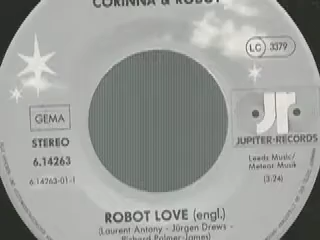 CORINNA & ROBOT
LC 3379
GEMA
STEREO
6.14263
6.14263-01-1
jr
JUPITER-RECORDS
Leeds Music/
Meteor Musik
(3:24)
ROBOT LOVE (engl.)
(Laurent Antony - Jürgen Drews -
Richard Palmer-James)